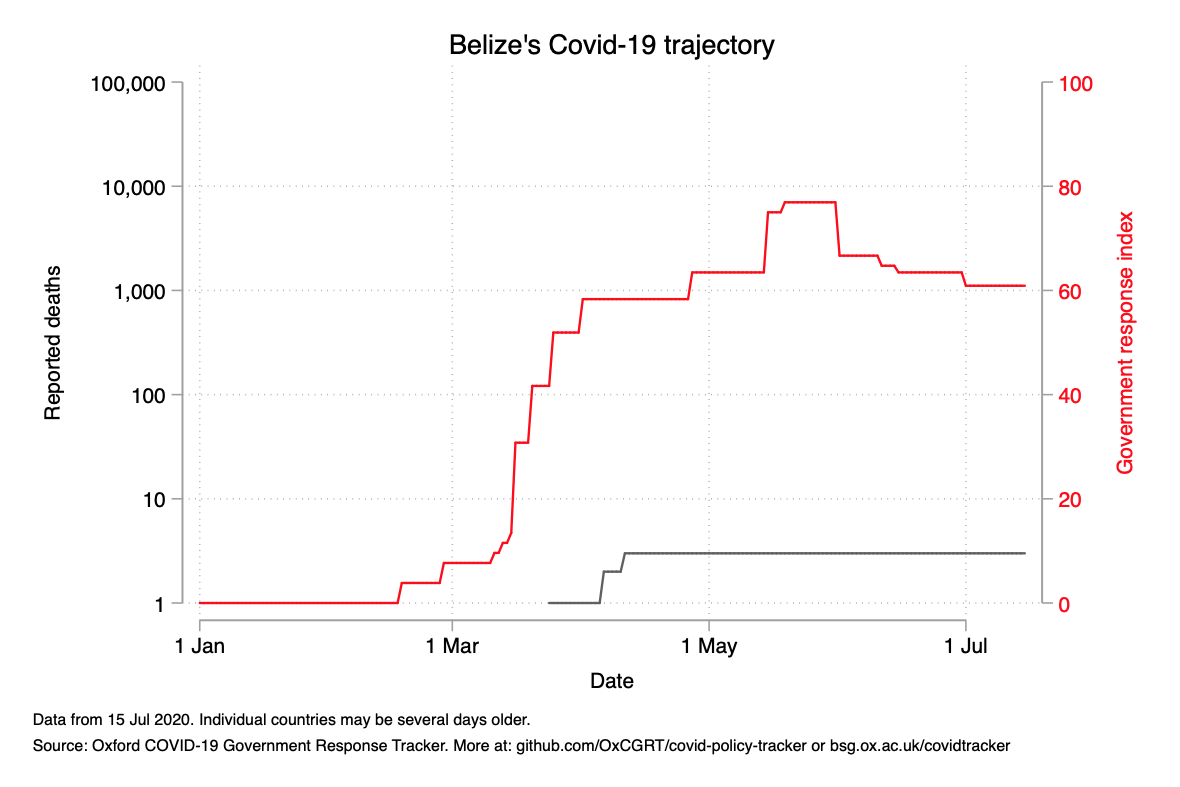 Belize's Covid-19 trajectory
100,000
10,000
1,000
100
10
1
Reported deaths
100
80
60
40
20
0
Government response index
1 Jan
1 Mar
1 May
1 Jul
Date
Data from 15 Jul 2020. Individual countries may be several days older.
Source: Oxford COVID-19 Government Response Tracker. More at: github.com/OxCGRT/covid-policy-tracker or bsg.ox.ac.uk/covidtracker